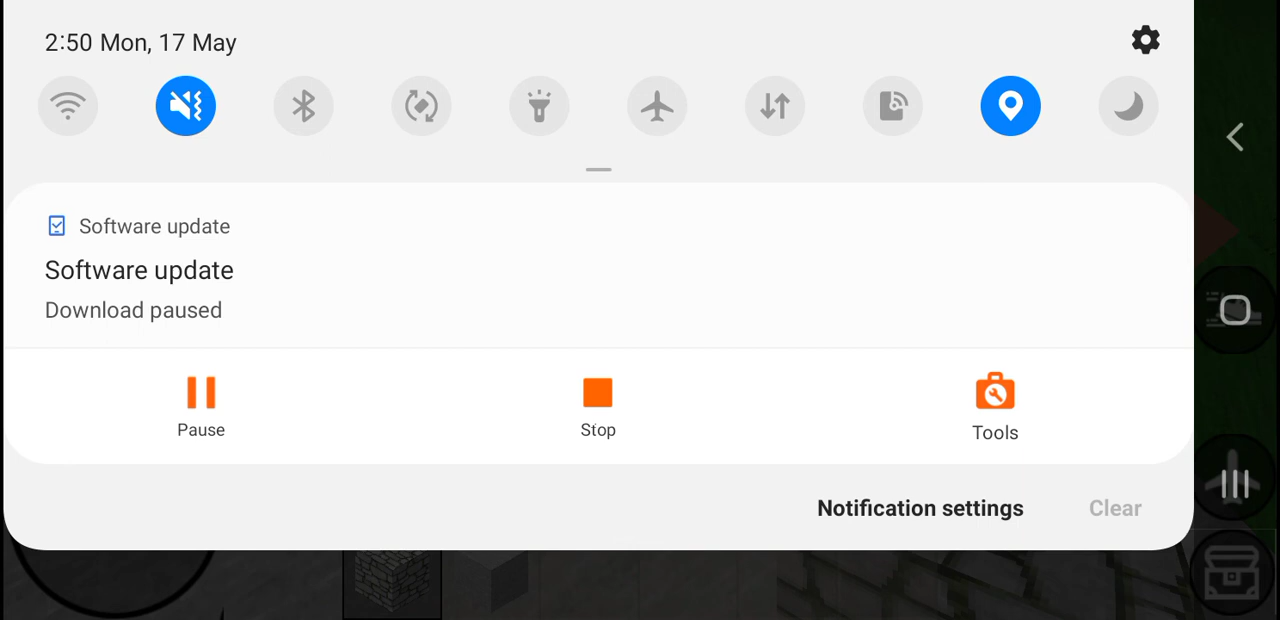 2:50 Mon, 17 May
Software update
Software update
Download paused
Pause
Stop
Tools
Notification settings
Clear